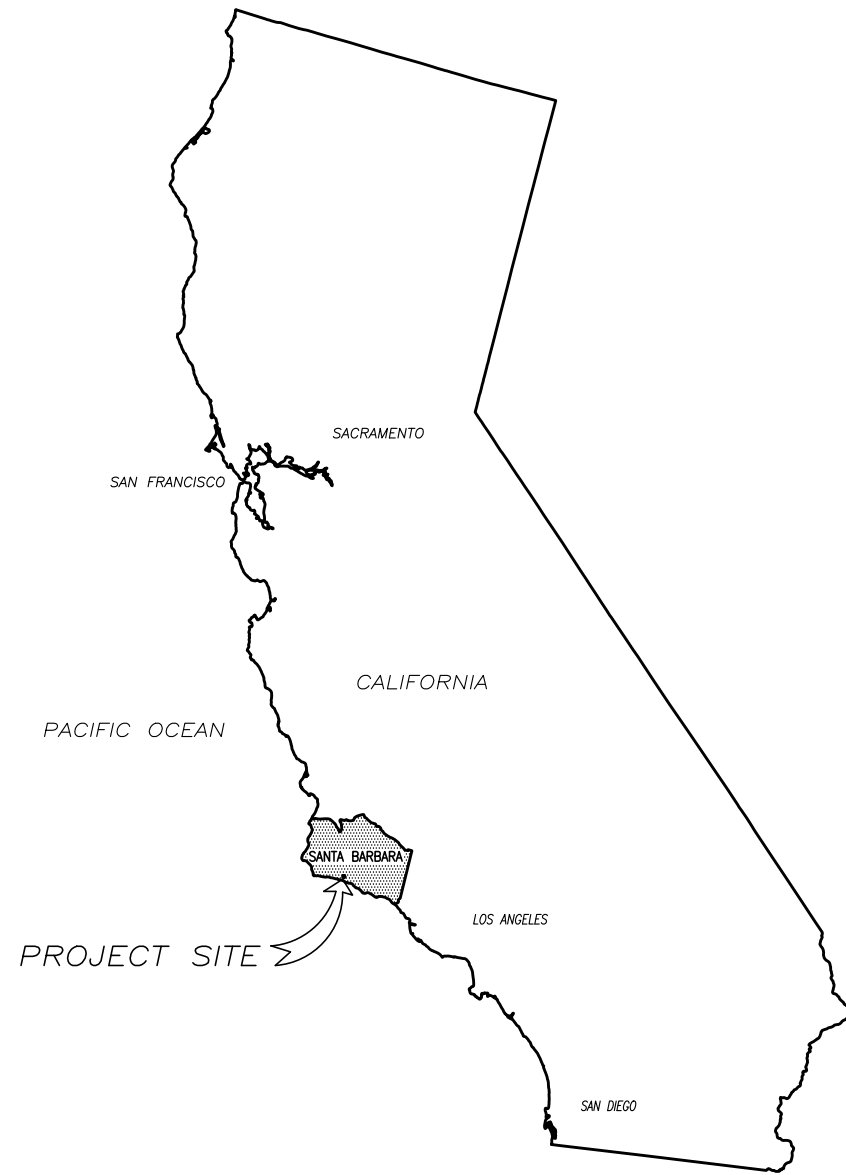 SACRAMENTO
SAN FRANCISCO
CALIFORNIA
PACIFIC OCEAN
SANTA BARBARA
LOS ANGELES
PROJECT SITE
SAN DIEGO